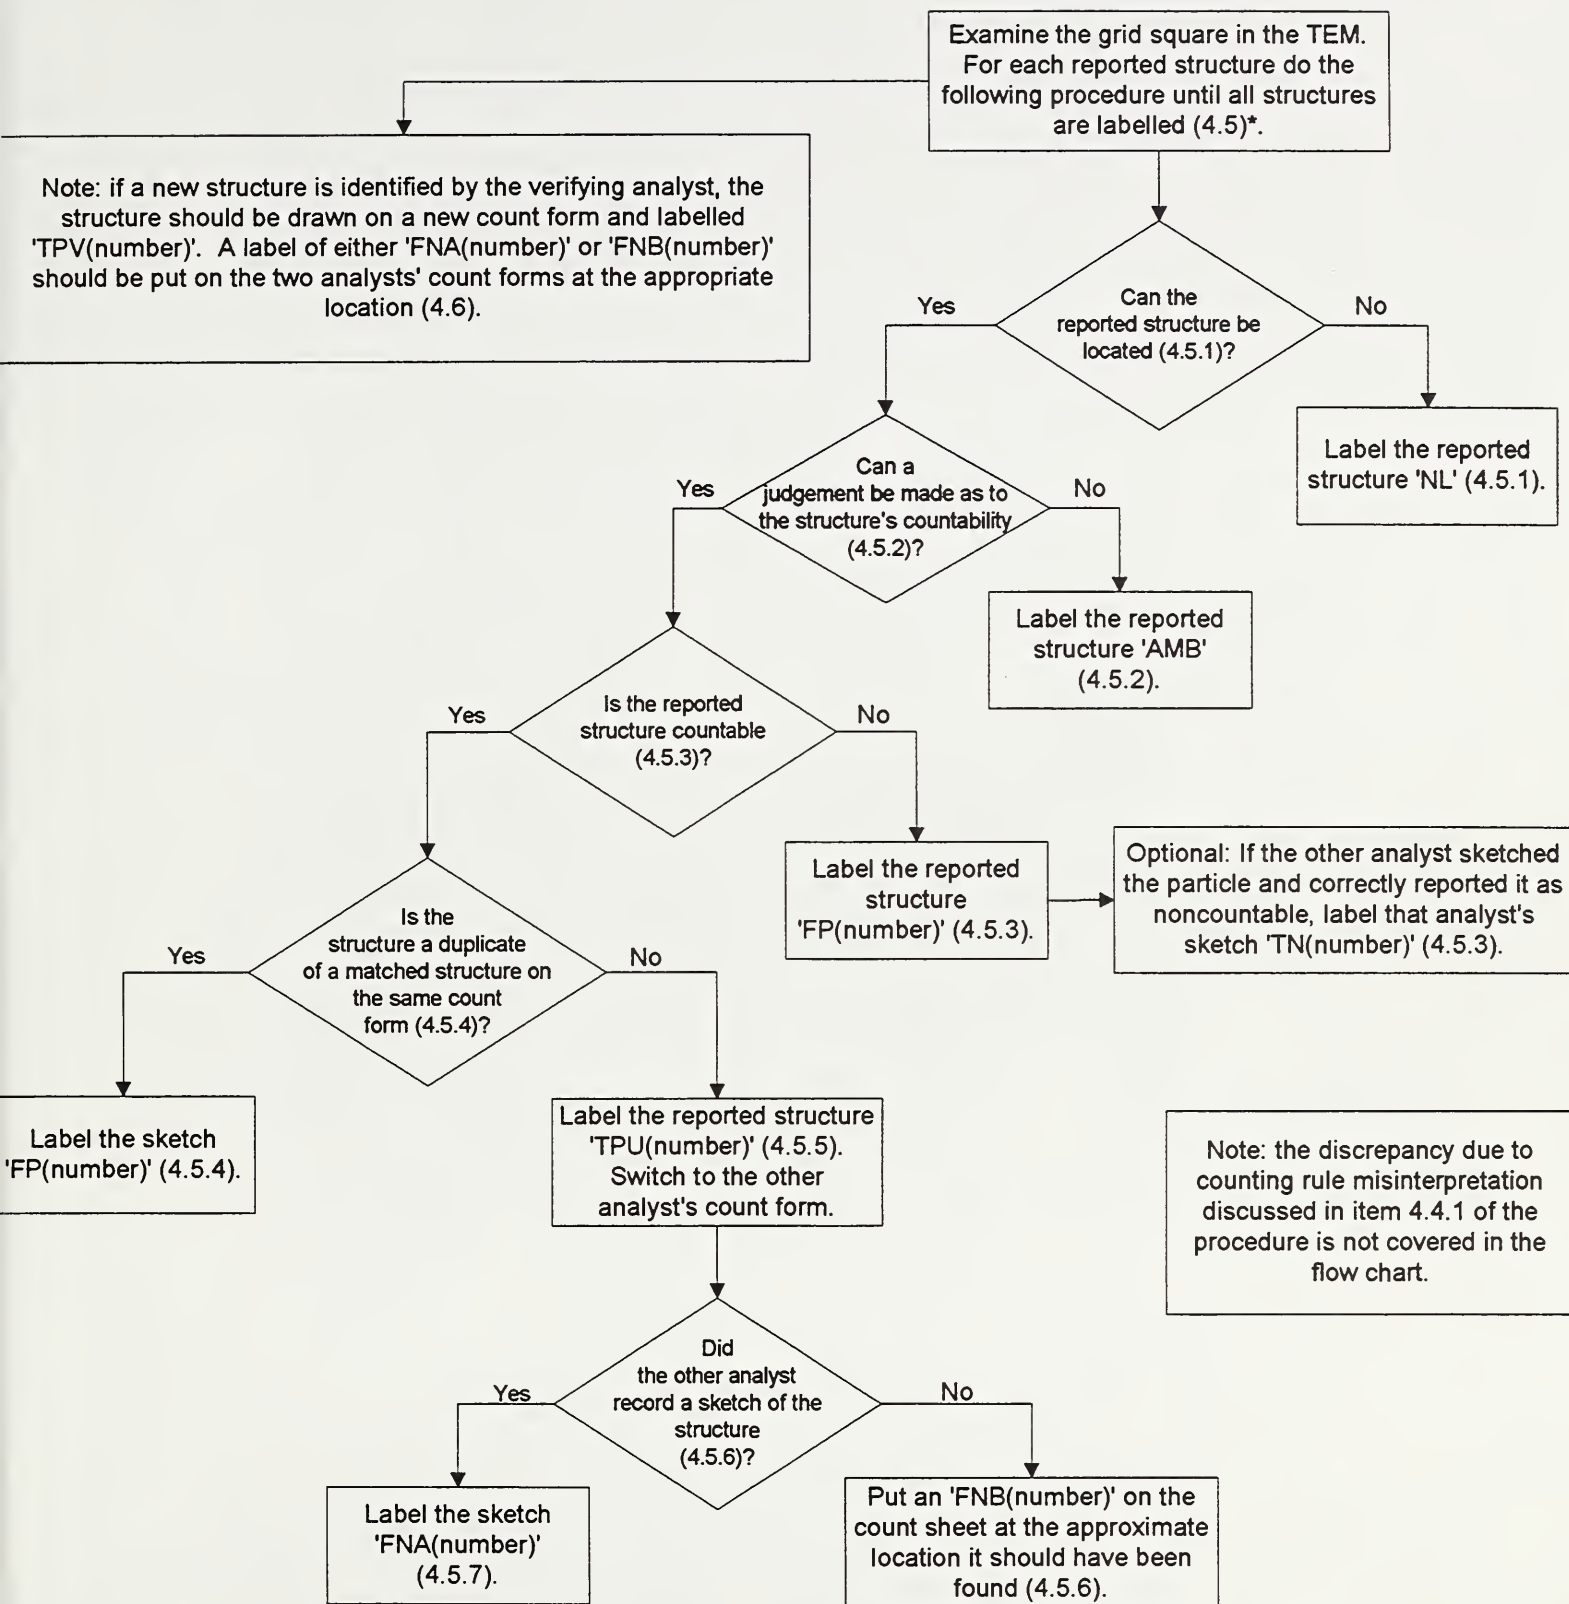 Examine the grid square in the TEM.
For each reported structure do the
following procedure until all structures
are labelled (4.5)*.
Note: if a new structure is identified by the verifying analyst, the
structure should be drawn on a new count form and labelled
'TPV(number)'. A label of either 'FNA(number)' or 'FNB(number)'
should be put on the two analysts' count forms at the appropriate
location (4.6).
Can the
reported structure be
located (4.5.1)?
Yes
No
Label the reported
structure 'NL' (4.5.1).
Can a
judgement be made as to
the structure's countability
(4.5.2)?
Yes
No
Label the reported
structure 'AMB'
(4.5.2).
Is the reported
structure countable
(4.5.3)?
Yes
No
Label the reported
structure
'FP(number)' (4.5.3).
Optional: If the other analyst sketched
the particle and correctly reported it as
noncountable, label that analyst's
sketch 'TN(number)' (4.5.3).
Is the
structure a duplicate
of a matched structure on
the same count
form (4.5.4)?
Yes
No
Label the sketch
'FP(number)' (4.5.4).
Label the reported structure
'TPU(number)' (4.5.5).
Switch to the other
analyst's count form.
Note: the discrepancy due to
counting rule misinterpretation
discussed in item 4.4.1 of the
procedure is not covered in the
flow chart.
Did
the other analyst
record a sketch of the
structure
(4.5.6)?
Yes
No
Label the sketch
'FNA(number)'
(4.5.7).
Put an 'FNB(number)' on the
count sheet at the approximate
location it should have been
found (4.5.6).